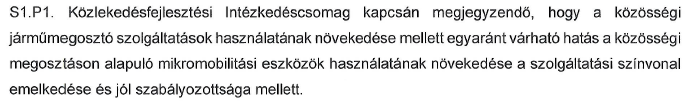 S1.P1. Közlekedésfejlesztési Intézkedéscsomag kapcsán megjegyzendő, hogy a közösségi
járműmegosztó szolgáltatások használatának növekedése mellett egyaránt várható hatás a közösségi
megosztáson alapuló mikromobilitási eszközök használatának növekedése a szolgáltatási színvonal
emelkedése és jól szabályozottsága mellett.